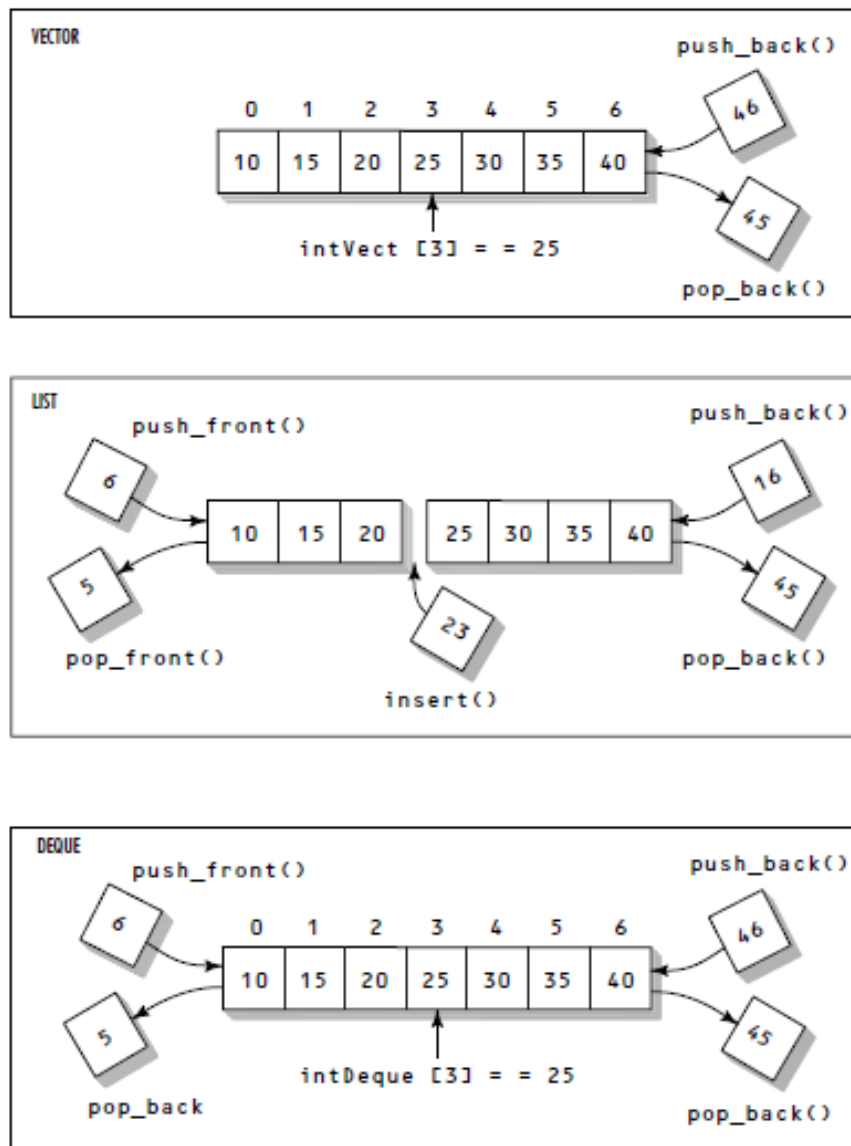 VECTOR
push_back()
0 1 2 3 4 5 6
46
10 15 20 25 30 35 40
45
intVect [3] = = 25
pop_back()
LIST
push_front()
push_back()
6
16
10 15 20
25 30 35 40
5
23
45
pop_front()
pop_back()
insert()
DEQUE
push_front()
push_back()
6
46
0 1 2 3 4 5 6
10 15 20 25 30 35 40
5
45
intDeque [3] = = 25
pop_back
pop_back()